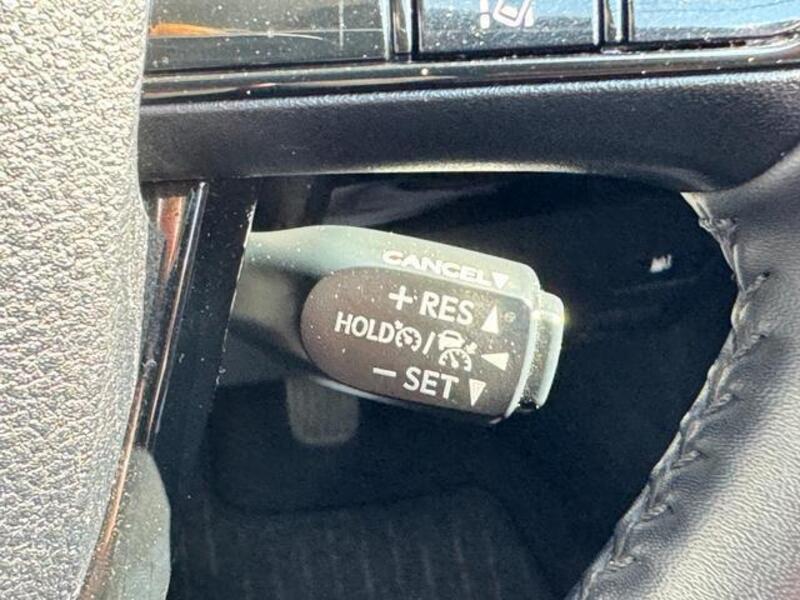 CANCEL▼
+ RES ▲
HOLD / ◀
− SET ▼